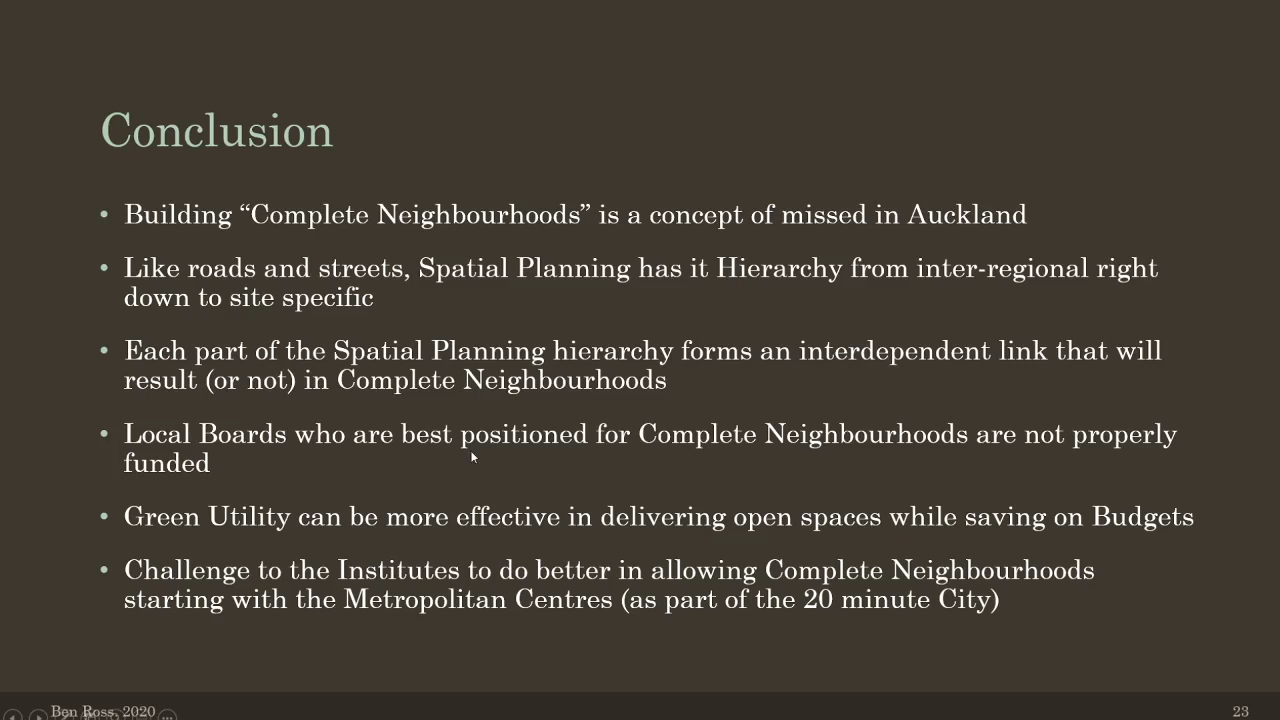 Conclusion
• Building “Complete Neighbourhoods” is a concept of missed in Auckland
• Like roads and streets, Spatial Planning has it Hierarchy from inter-regional right
down to site specific
• Each part of the Spatial Planning hierarchy forms an interdependent link that will
result (or not) in Complete Neighbourhoods
• Local Boards who are best positioned for Complete Neighbourhoods are not properly
funded
• Green Utility can be more effective in delivering open spaces while saving on Budgets
• Challenge to the Institutes to do better in allowing Complete Neighbourhoods
starting with the Metropolitan Centres (as part of the 20 minute City)
Ben Ross, 2020
23